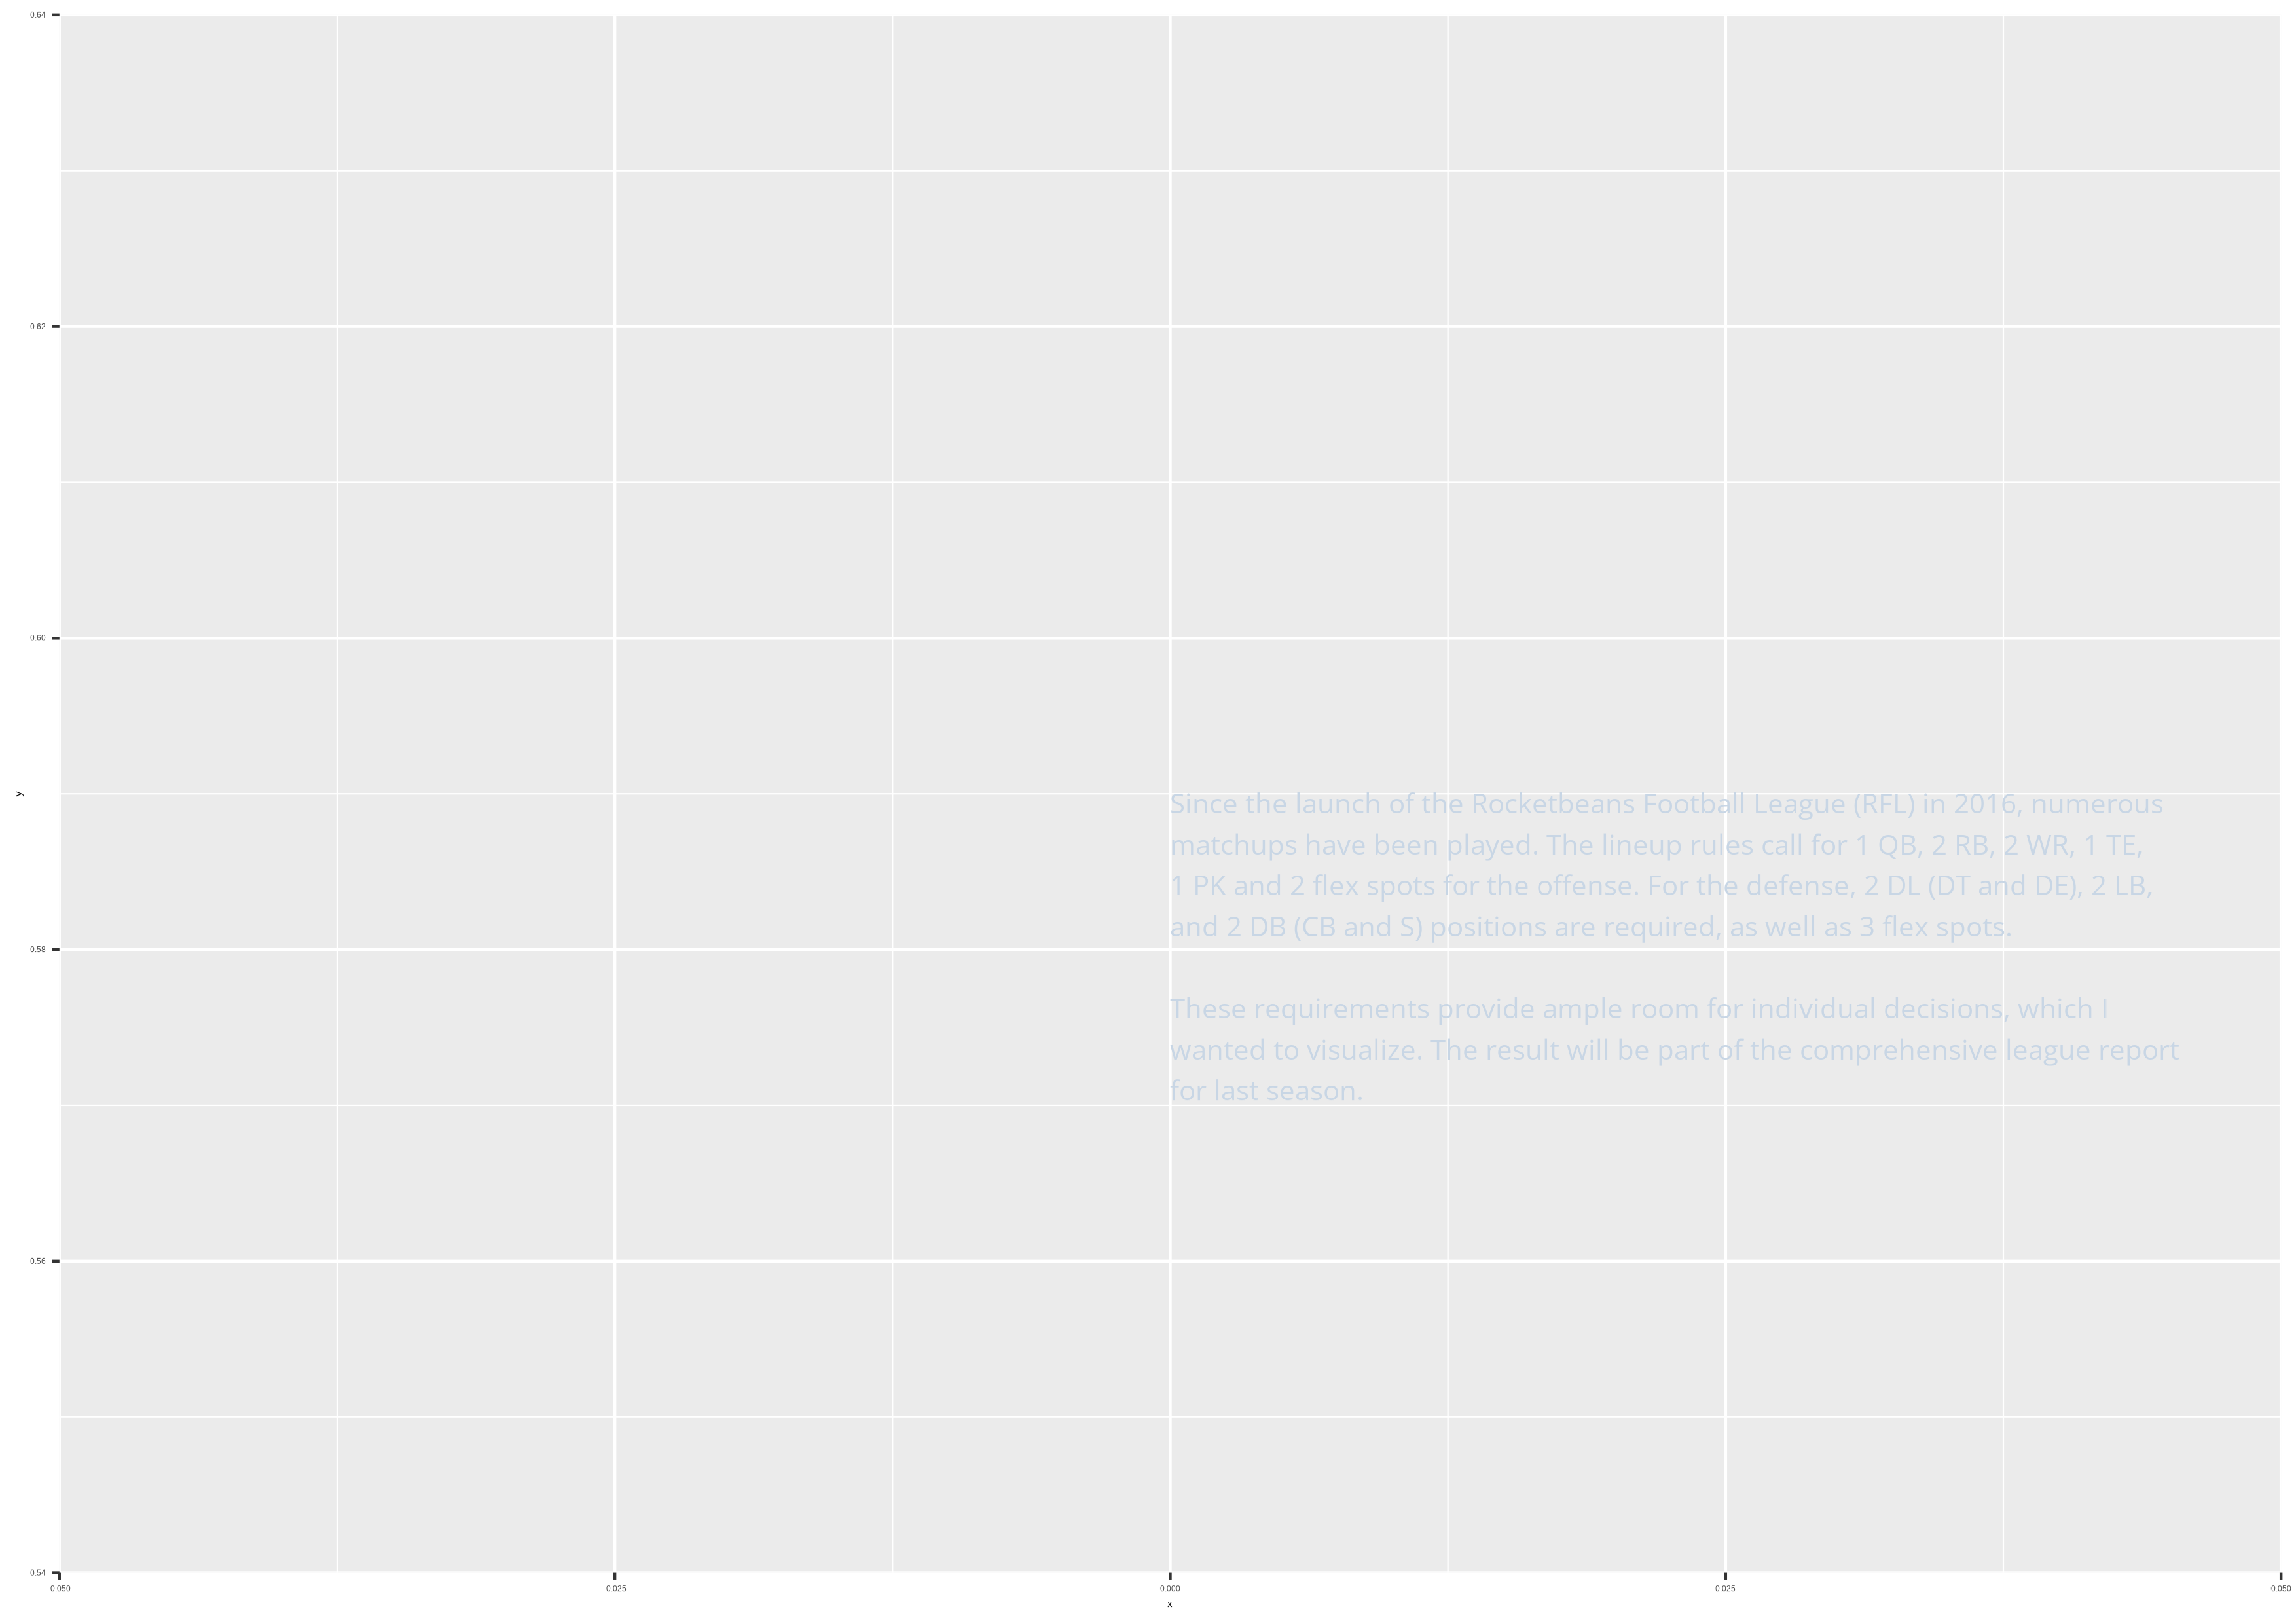 0.64
0.62
0.60
y
Since the launch of the Rocketbeans Football League (RFL) in 2016, numerous
matchups have been played. The lineup rules call for 1 QB, 2 RB, 2 WR, 1 TE,
1 PK and 2 flex spots for the offense. For the defense, 2 DL (DT and DE), 2 LB,
and 2 DB (CB and S) positions are required, as well as 3 flex spots.
0.58
These requirements provide ample room for individual decisions, which I
wanted to visualize. The result will be part of the comprehensive league report
for last season.
0.56
0.54
-0.050 -0.025 0.000 0.025 0.050
x